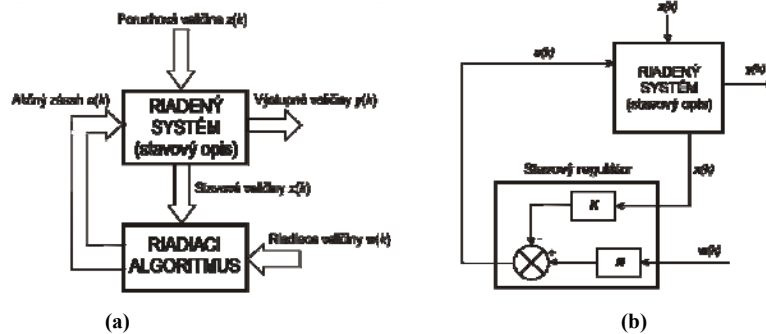 Poruchová veličina z(k)
Akčný zásah u(k)
RIADENÝ
SYSTÉM
(stavový opis)
Výstupné veličiny y(k)
Stavové veličiny x(k)
RIADIACI
ALGORITMUS
Riadiace veličiny w(k)
(a)
z(k)
u(k)
RIADENÝ
SYSTÉM
(stavový opis)
y(k)
x(k)
Stavový regulátor
K
-
+
N
w(k)
(b)